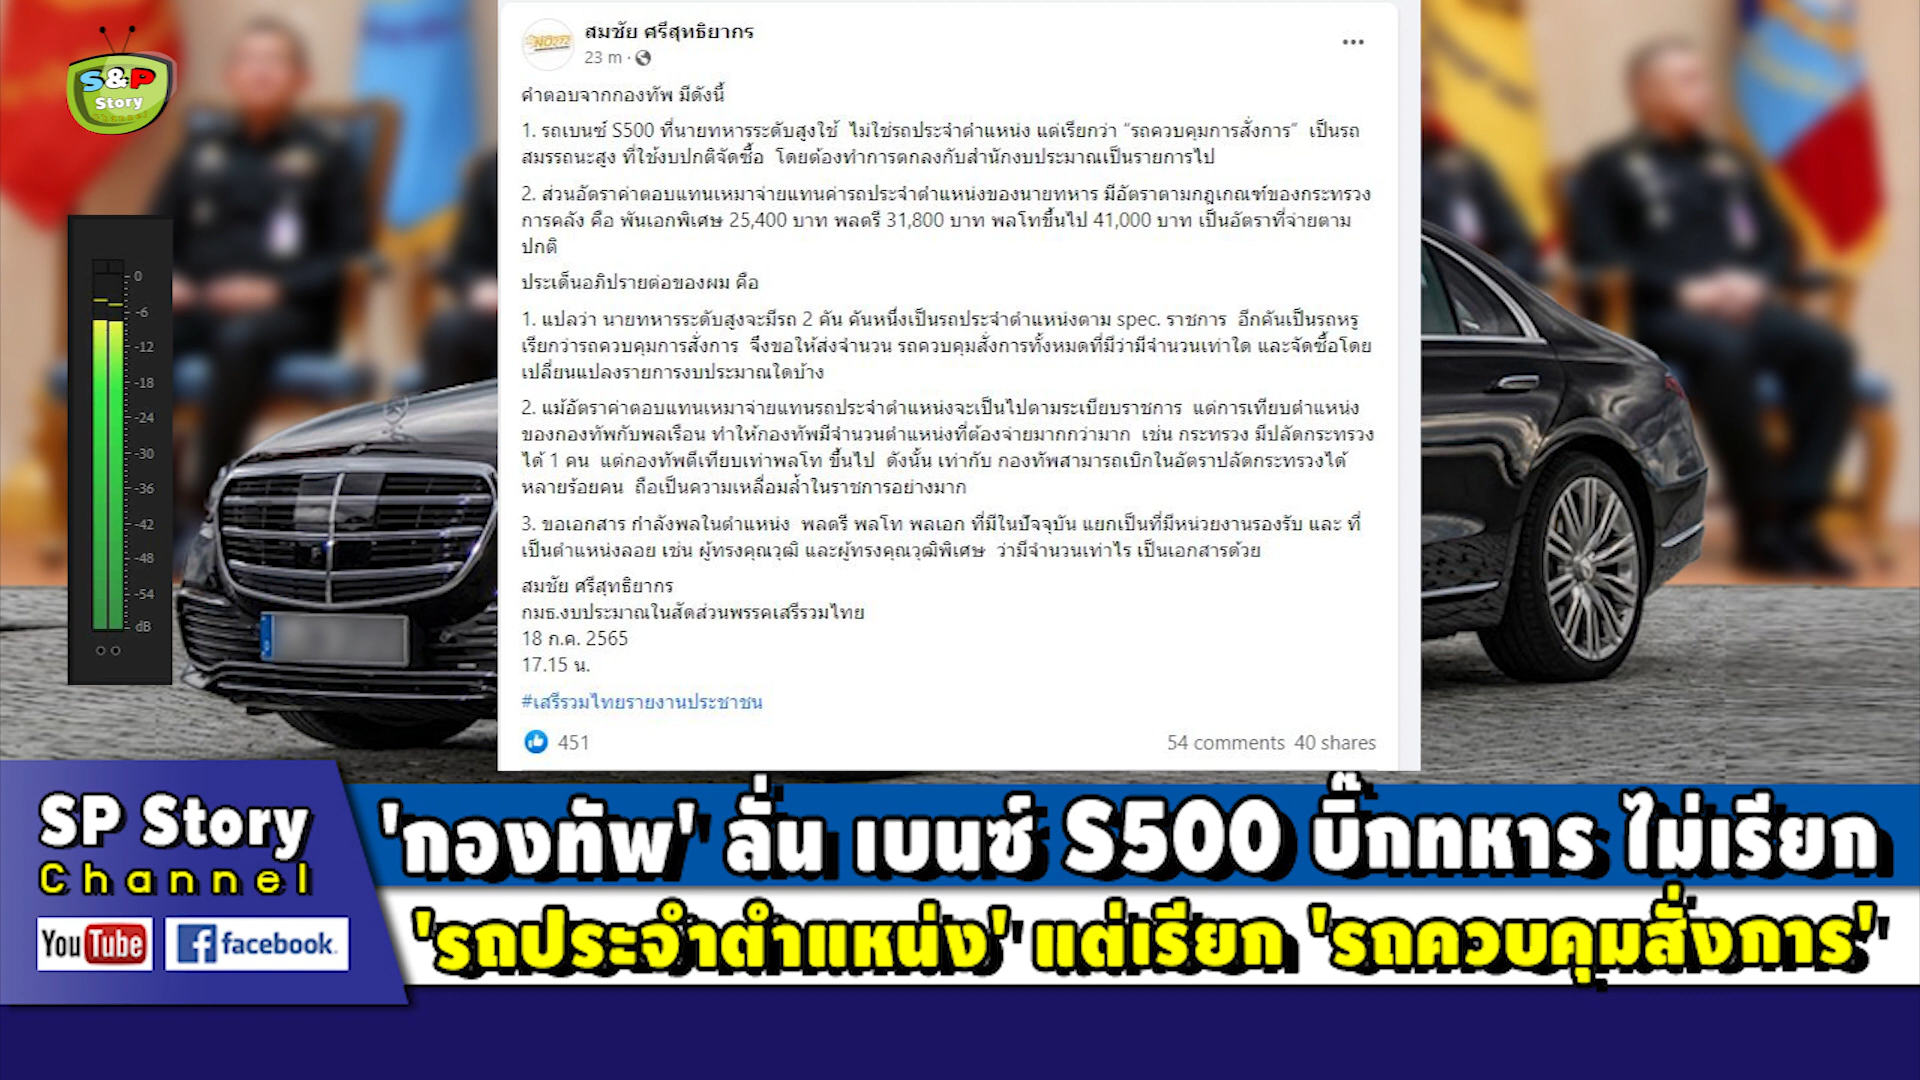 S&P
Story
Channel
สมชัย ศรีสุทธิยากร
23 m ·
คำตอบจากกองทัพ มีดังนี้
1. รถเบนซ์ S500 ที่นายทหารระดับสูงใช้ ไม่ใช่รถประจำตำแหน่ง แต่เรียกว่า “รถควบคุมการสั่งการ” เป็นรถ
สมรรถนะสูง ที่ใช้งบปกติจัดซื้อ โดยต้องทำการตกลงกับสำนักงบประมาณเป็นรายการไป
2. ส่วนอัตราค่าตอบแทนเหมาจ่ายแทนค่ารถประจำตำแหน่งของนายทหาร มีอัตราตามกฎเกณฑ์ของกระทรวง
การคลัง คือ พันเอกพิเศษ 25,400 บาท พลตรี 31,800 บาท พลโทขึ้นไป 41,000 บาท เป็นอัตราที่จ่ายตาม
ปกติ
ประเด็นอภิปรายต่อของผม คือ
1. แปลว่า นายทหารระดับสูงจะมีรถ 2 คัน คันหนึ่งเป็นรถประจำตำแหน่งตาม spec. ราชการ อีกคันเป็นรถหรู
เรียกว่ารถควบคุมการสั่งการ จึงขอให้ส่งจำนวน รถควบคุมสั่งการทั้งหมดที่มีว่ามีจำนวนเท่าใด และจัดซื้อโดย
เปลี่ยนแปลงรายการงบประมาณใดบ้าง
2. แม้อัตราค่าตอบแทนเหมาจ่ายแทนรถประจำตำแหน่งจะเป็นไปตามระเบียบราชการ แต่การเทียบตำแหน่ง
ของกองทัพกับพลเรือน ทำให้กองทัพมีจำนวนตำแหน่งที่ต้องจ่ายมากกว่ามาก เช่น กระทรวง มีปลัดกระทรวง
ได้ 1 คน แต่กองทัพตีเทียบเท่าพลโท ขึ้นไป ดังนั้น เท่ากับ กองทัพสามารถเบิกในอัตราปลัดกระทรวงได้
หลายร้อยคน ถือเป็นความเหลื่อมล้ำในราชการอย่างมาก
3. ขอเอกสาร กำลังพลในตำแหน่ง พลตรี พลโท พลเอก ที่มีในปัจจุบัน แยกเป็นที่มีหน่วยงานรองรับ และ ที่
เป็นตำแหน่งลอย เช่น ผู้ทรงคุณวุฒิ และผู้ทรงคุณวุฒิพิเศษ ว่ามีจำนวนเท่าไร เป็นเอกสารด้วย
สมชัย ศรีสุทธิยากร
กมธ.งบประมาณในสัดส่วนพรรคเสรีรวมไทย
18 ก.ค. 2565
17.15 น.
#เสรีรวมไทยรายงานประชาชน
451
54 comments 40 shares
0
-6
-12
-18
-24
-30
-36
-42
-48
-54
dB
SP Story
Channel
YouTube
facebook.
'กองทัพ' ลั่น เบนซ์ S500 บิ๊กทหาร ไม่เรียก
'รถประจำตำแหน่ง' แต่เรียก 'รถควบคุมสั่งการ'